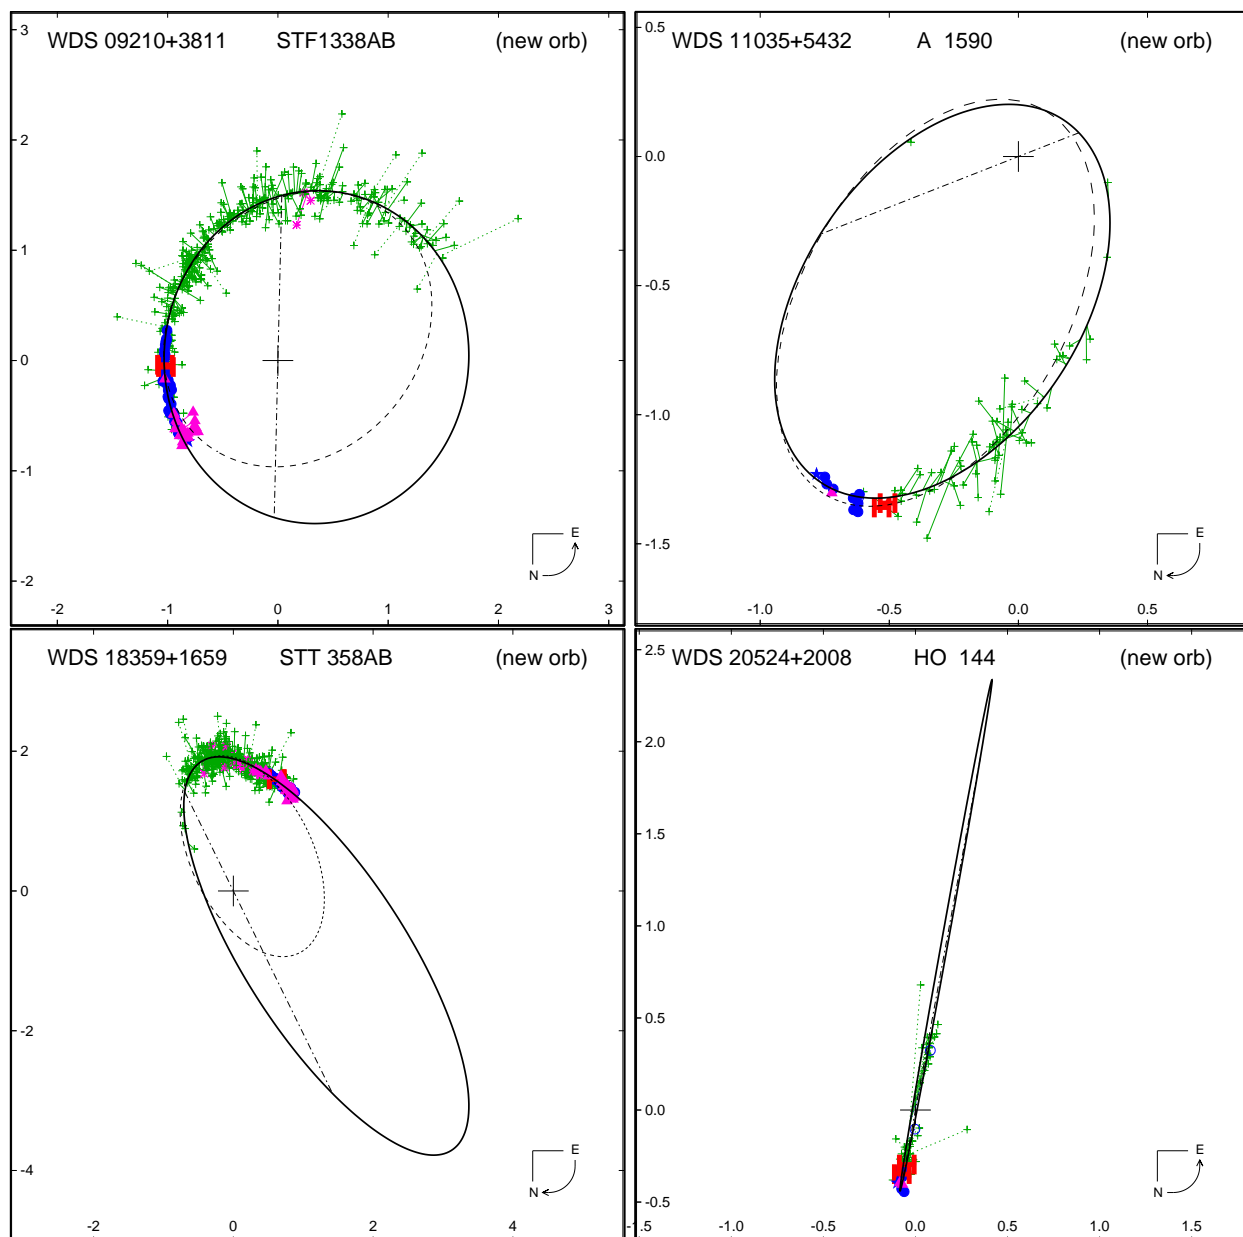 WDS 09210+3811 STF1338AB (new orb)
3
2
1
0
-1
-2
-2 -1 0 1 2 3
E
N
WDS 11035+5432 A 1590 (new orb)
0.5
0.0
-0.5
-1.0
-1.5
-1.0 -0.5 0.0 0.5
E
N
WDS 18359+1659 STT 358AB (new orb)
2
0
-2
-4
-2 0 2 4
E
N
WDS 20524+2008 HO 144 (new orb)
2.5
2.0
1.5
1.0
0.5
0.0
-0.5
-1.5 -1.0 -0.5 0.0 0.5 1.0 1.5
E
N